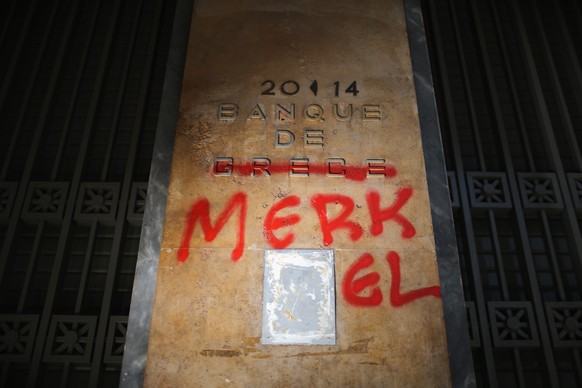 20 14
BANQUE
DE
GRECE
MERK
EL